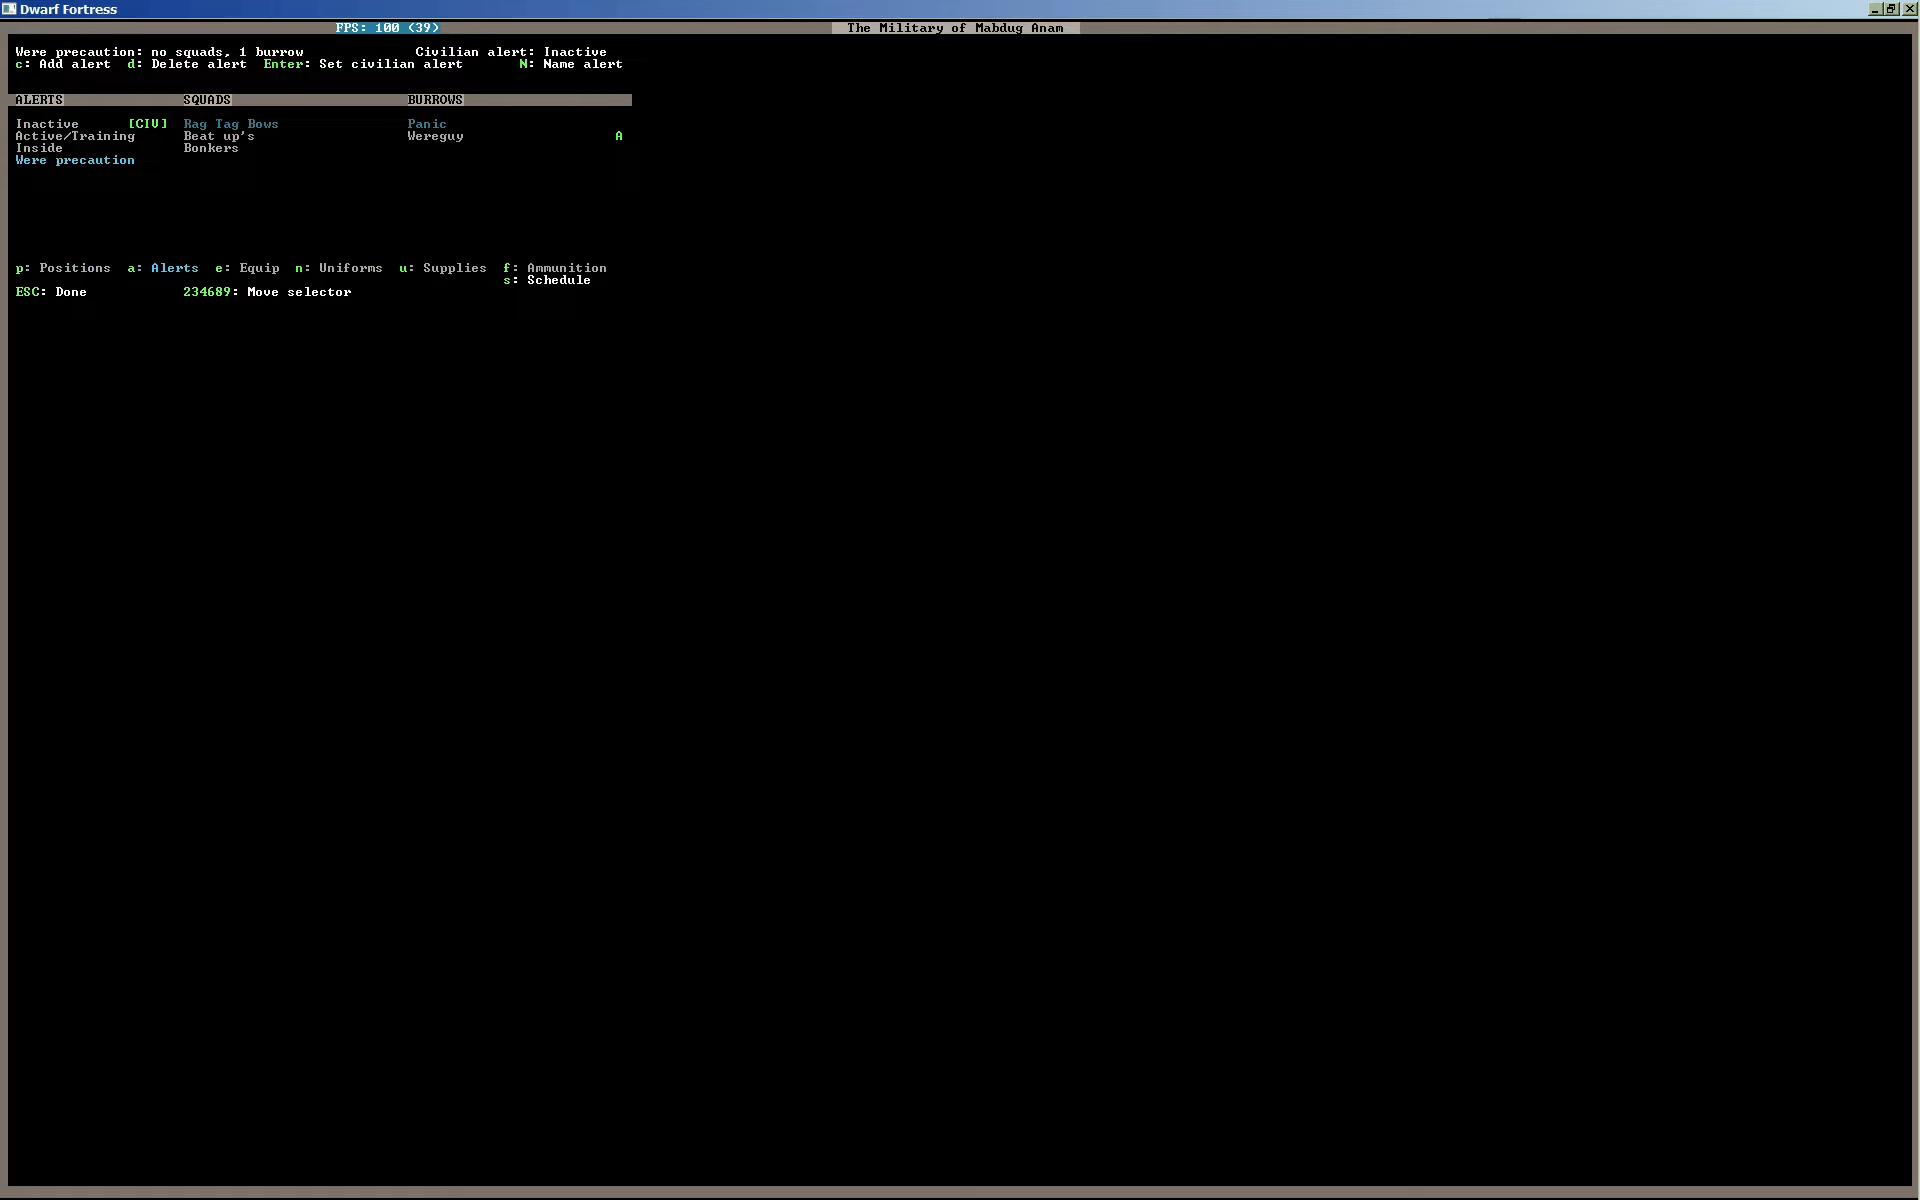 Dwarf Fortress
FPS: 100 (39) The Military of Mabdug Anam
Were precaution: no squads, 1 burrow Civilian alert: Inactive
c: Add alert d: Delete alert Enter: Set civilian alert N: Name alert
ALERTS SQUADS BURROWS
Inactive [CIV] Rag Tag Bows Panic
Active/Training Beat up's Wereguy A
Inside Bonkers
Were precaution
p: Positions a: Alerts e: Equip n: Uniforms u: Supplies f: Ammunition
s: Schedule
ESC: Done 234689: Move selector